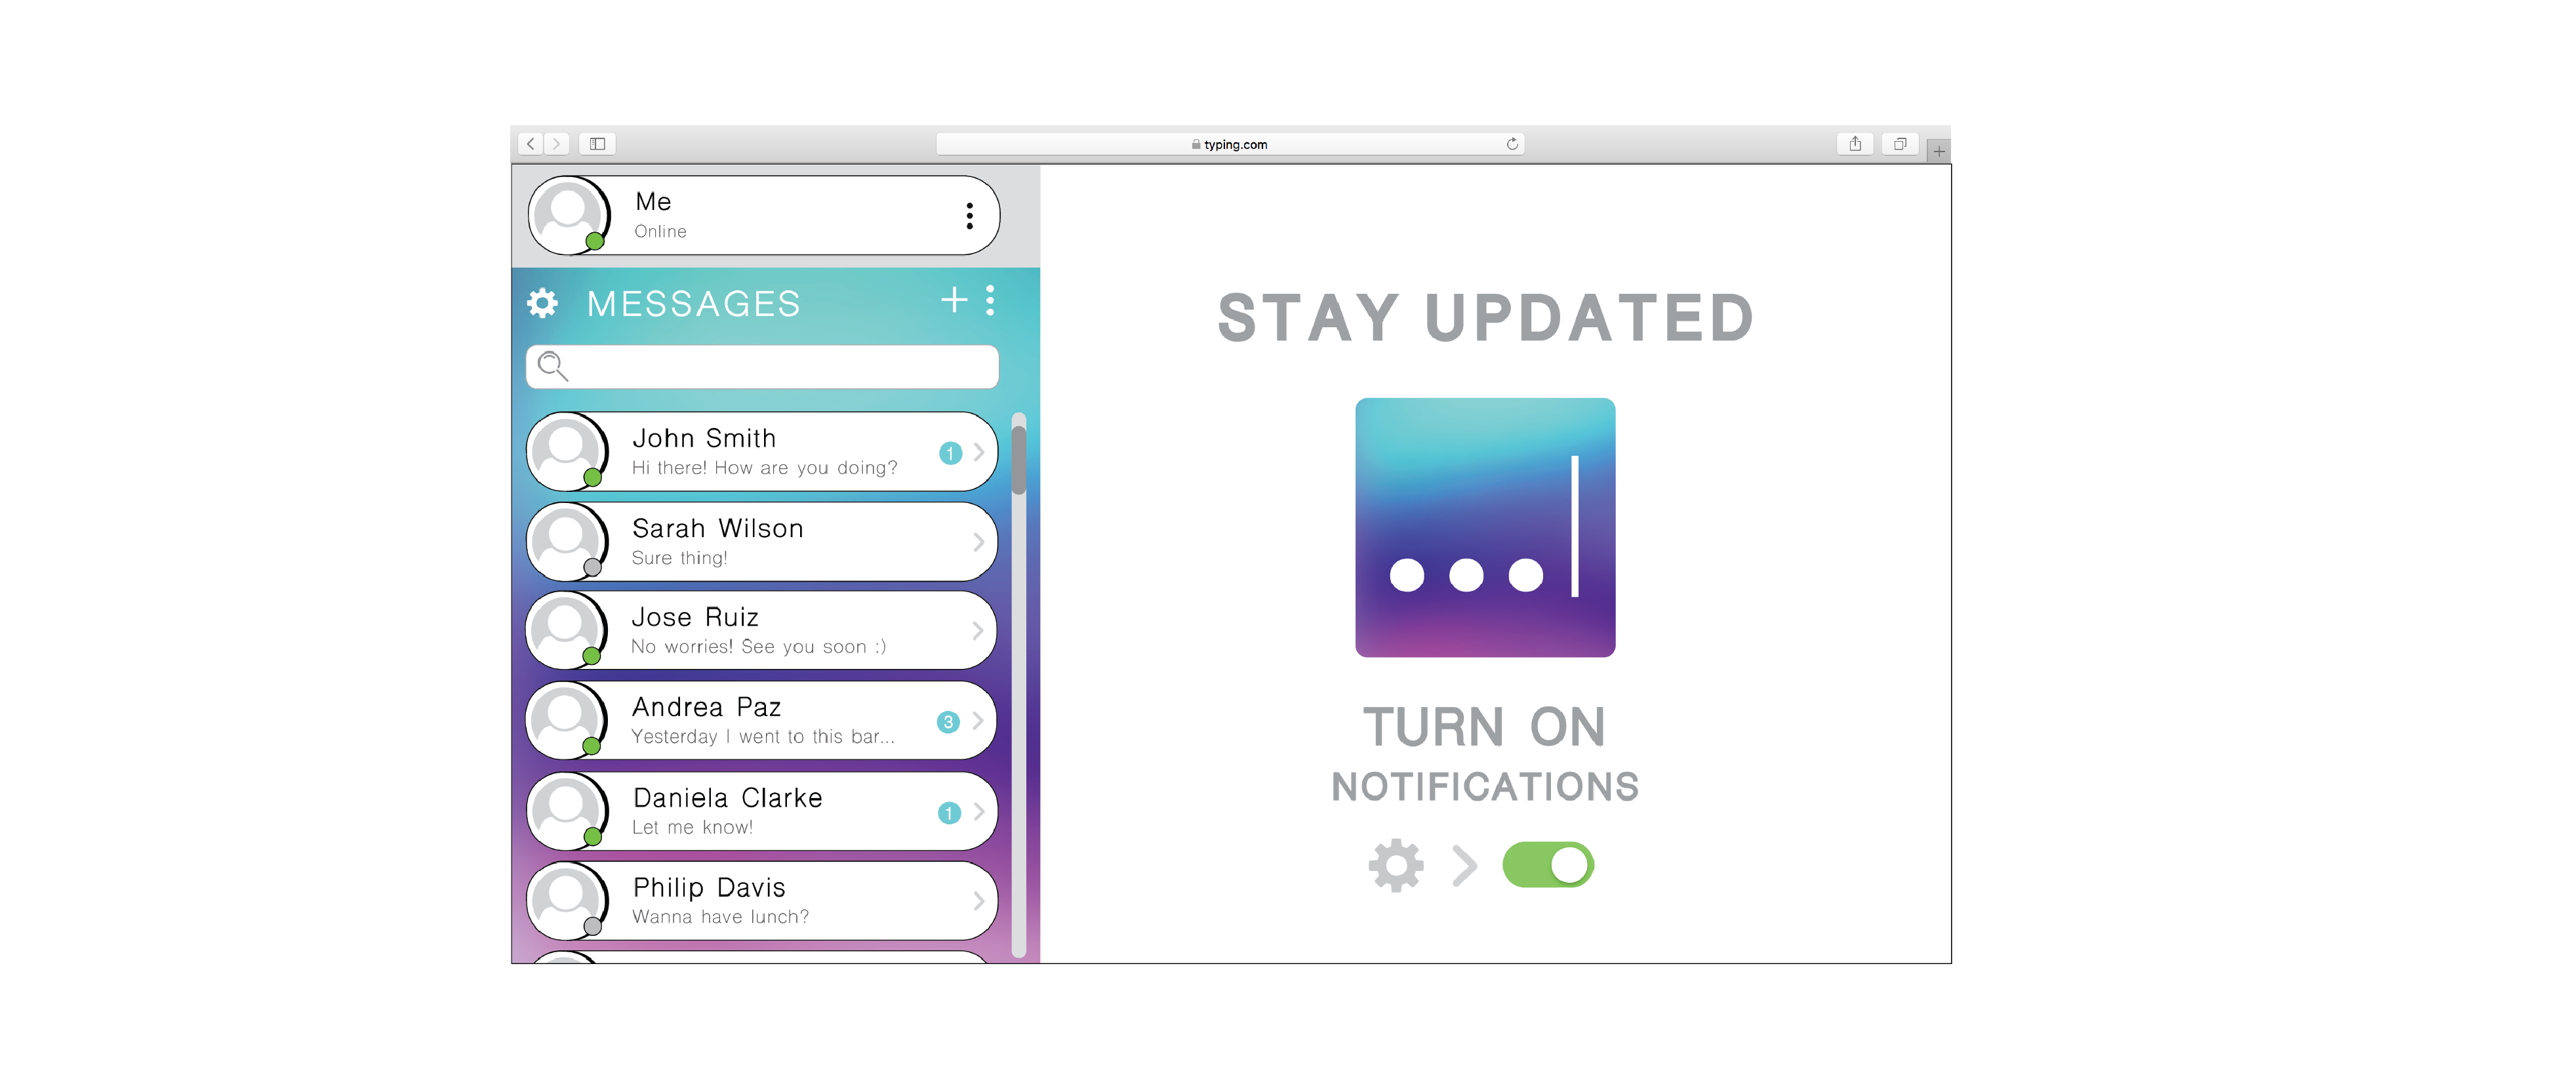 typing.com
Me
Online
MESSAGES
John Smith
Hi there! How are you doing?
1
Sarah Wilson
Sure thing!
Jose Ruiz
No worries! See you soon :)
Andrea Paz
Yesterday I went to this bar...
3
Daniela Clarke
Let me know!
1
Philip Davis
Wanna have lunch?
STAY UPDATED
TURN ON
NOTIFICATIONS